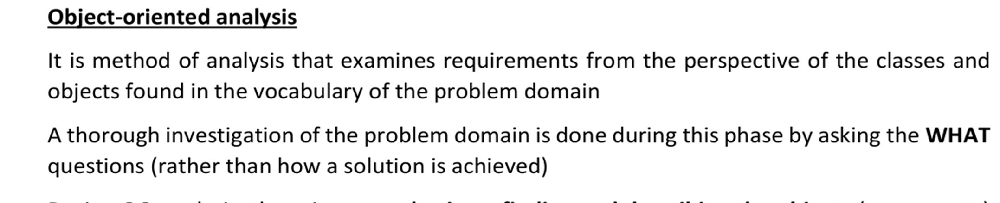 Object-oriented analysis
It is method of analysis that examines requirements from the perspective of the classes and
objects found in the vocabulary of the problem domain
A thorough investigation of the problem domain is done during this phase by asking the WHAT
questions (rather than how a solution is achieved)